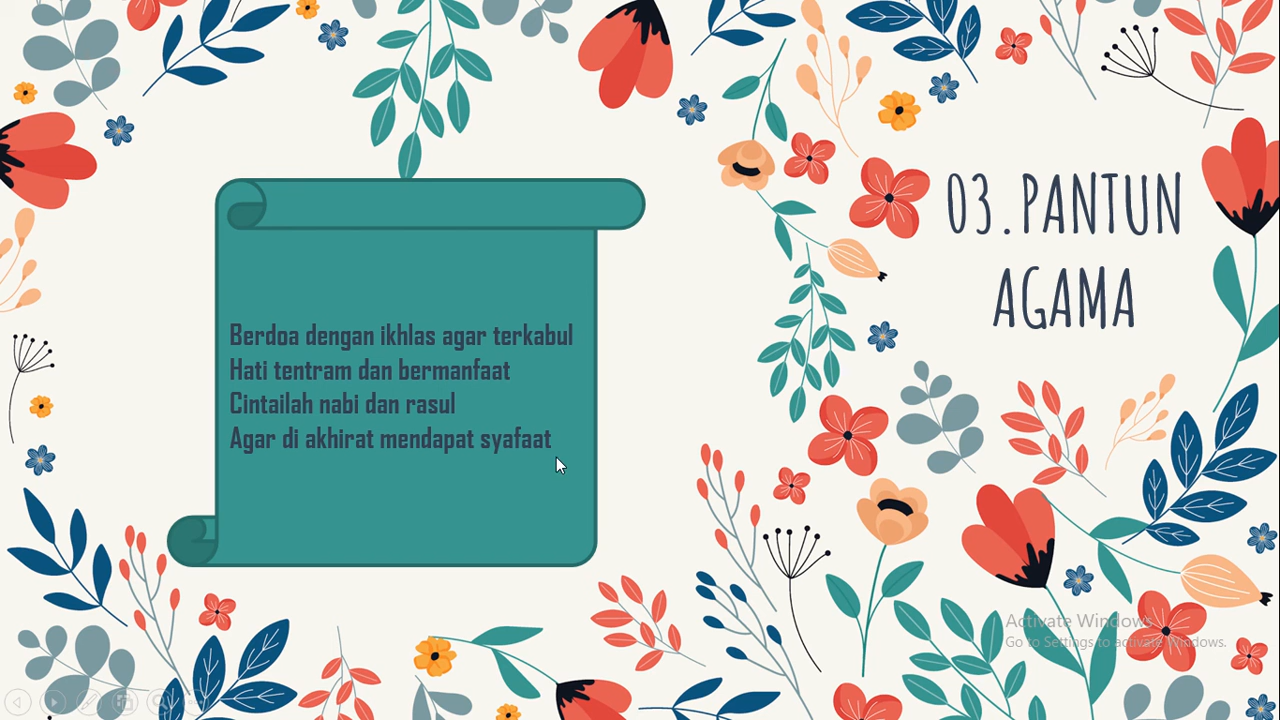 03.PANTUN
AGAMA
Berdoa dengan ikhlas agar terkabul
Hati tentram dan bermanfaat
Cintailah nabi dan rasul
Agar di akhirat mendapat syafaat
Activate Windows
Go to Settings to activate Windows.